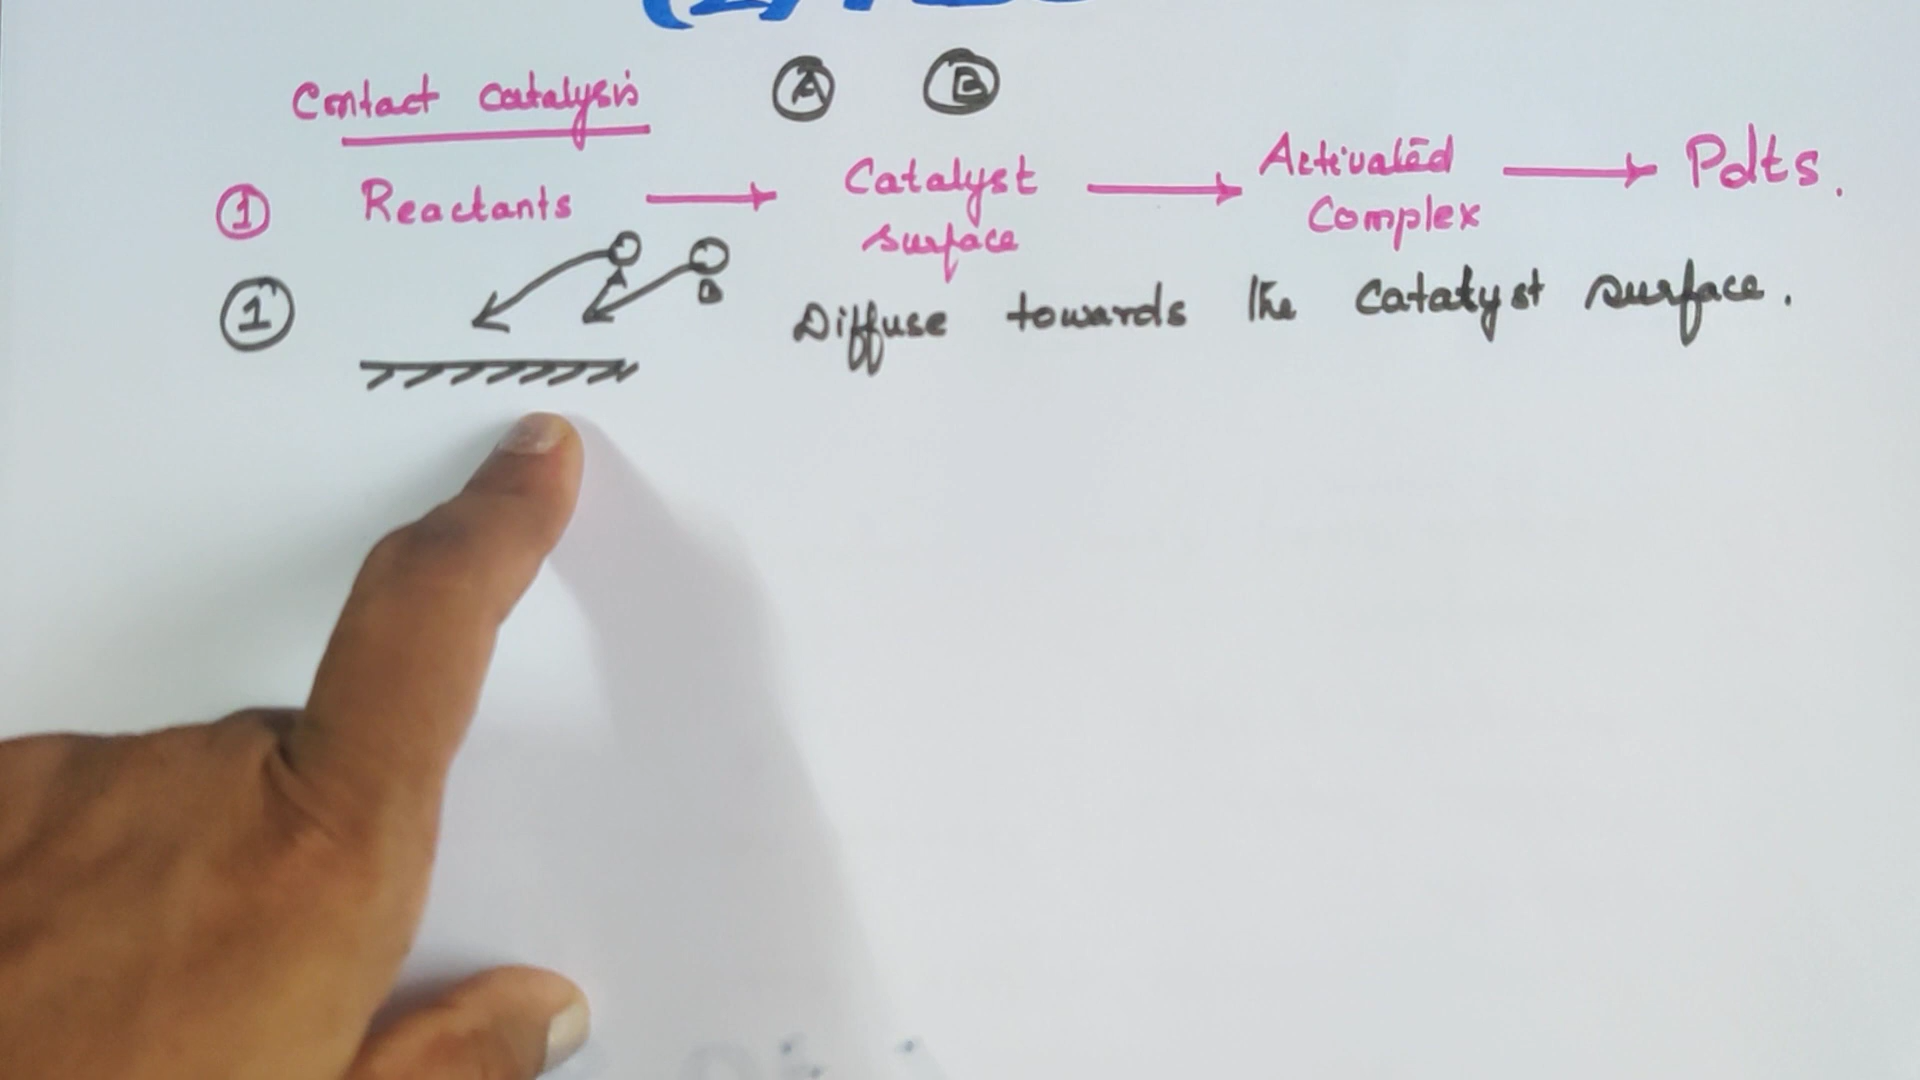 Contact catalysis A B
① Reactants → Catalyst surface → Activated Complex → Pdts.
① A B Diffuse towards the catalyst surface.